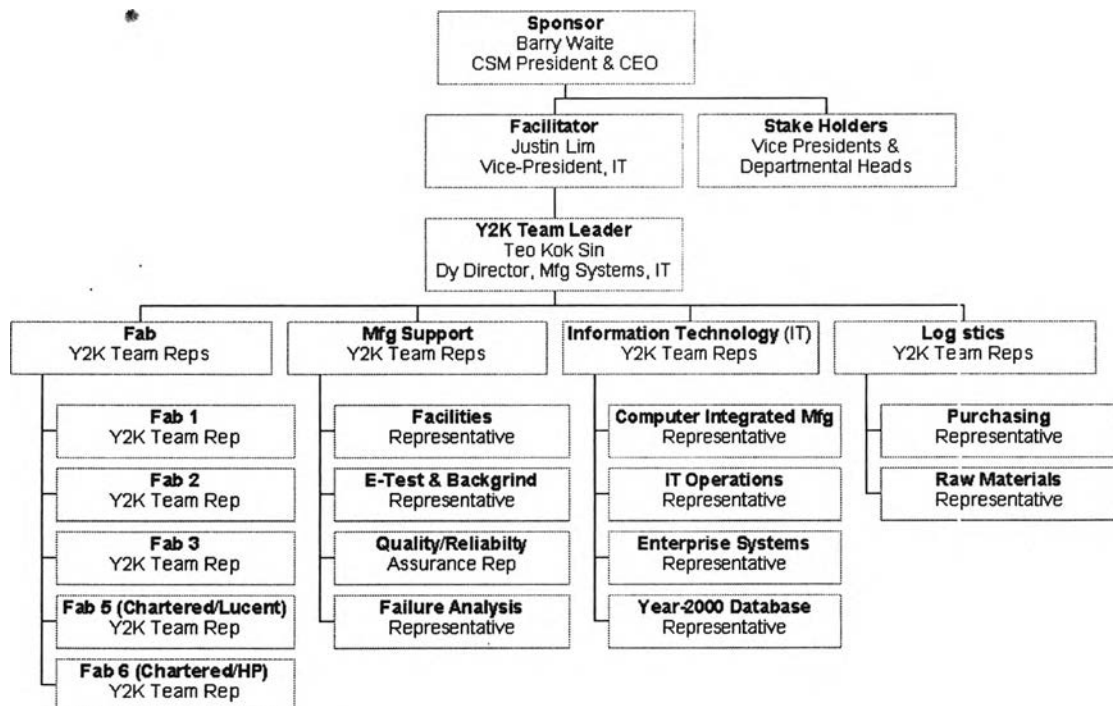 Sponsor
Barry Waite
CSM President & CEO
Facilitator
Justin Lim
Vice-President, IT
Stake Holders
Vice Presidents &
Departmental Heads
Y2K Team Leader
Teo Kok Sin
Dy Director, Mfg Systems, IT
Fab
Y2K Team Reps
Mfg Support
Y2K Team Reps
Information Technology (IT)
Y2K Team Reps
Logistics
Y2K Team Reps
Fab 1
Y2K Team Rep
Fab 2
Y2K Team Rep
Fab 3
Y2K Team Rep
Fab 5 (Chartered/Lucent)
Y2K Team Rep
Fab 6 (Chartered/HP)
Y2K Team Rep
Facilities
Representative
E-Test & Backgrind
Representative
Quality/Reliabilty
Assurance Rep
Failure Analysis
Representative
Computer Integrated Mfg
Representative
IT Operations
Representative
Enterprise Systems
Representative
Year-2000 Database
Representative
Purchasing
Representative
Raw Materials
Representative